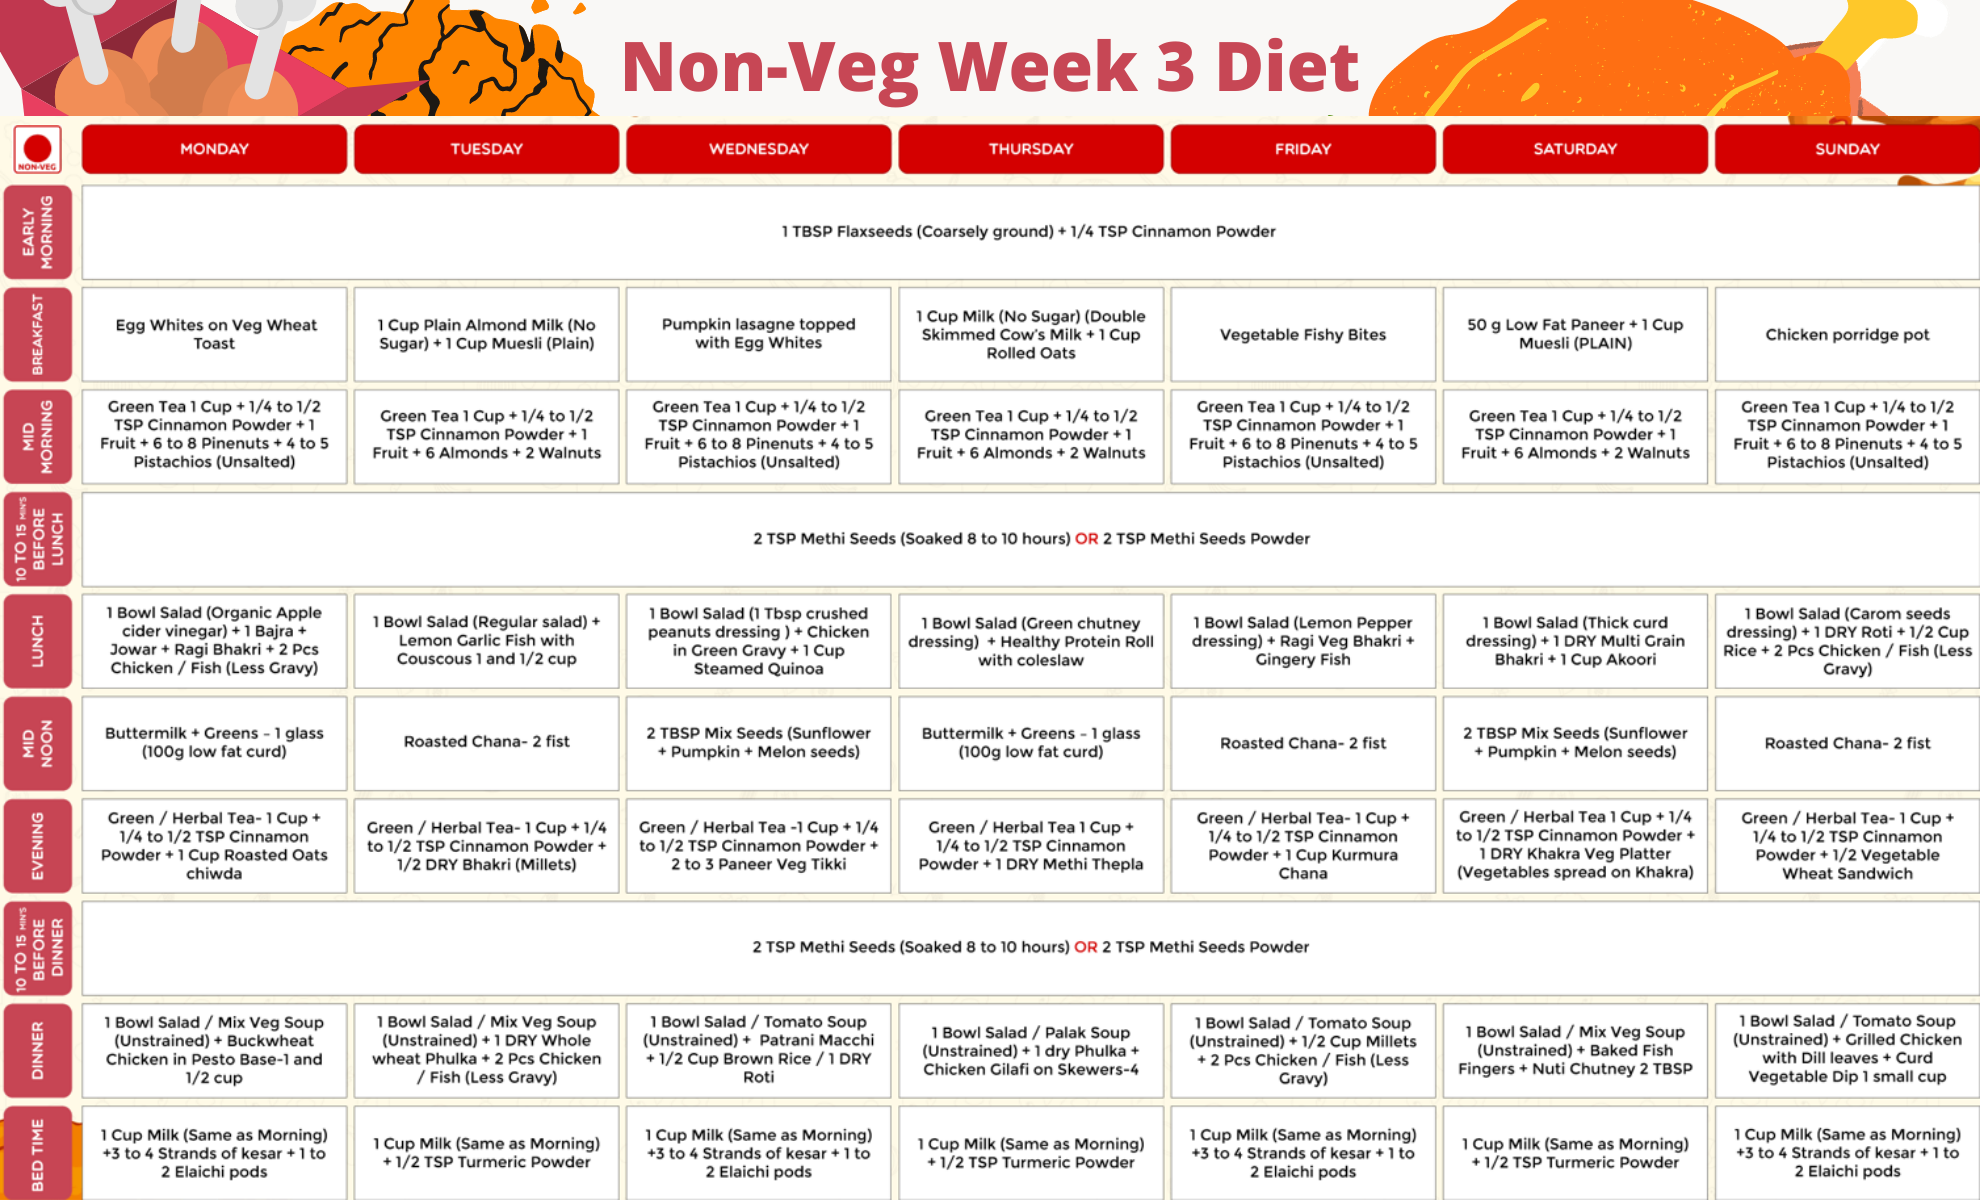 Non-Veg Week 3 Diet
NON-VEG
MONDAY
TUESDAY
WEDNESDAY
THURSDAY
FRIDAY
SATURDAY
SUNDAY
EARLY
MORNING
1 TBSP Flaxseeds (Coarsely ground) + 1/4 TSP Cinnamon Powder
BREAKFAST
Egg Whites on Veg Wheat
Toast
1 Cup Plain Almond Milk (No
Sugar) + 1 Cup Muesli (Plain)
Pumpkin lasagne topped
with Egg Whites
1 Cup Milk (No Sugar) (Double
Skimmed Cow's Milk + 1 Cup
Rolled Oats
Vegetable Fishy Bites
50 g Low Fat Paneer + 1 Cup
Muesli (PLAIN)
Chicken porridge pot
MID
MORNING
Green Tea 1 Cup + 1/4 to 1/2
TSP Cinnamon Powder + 1
Fruit + 6 to 8 Pinenuts + 4 to 5
Pistachios (Unsalted)
Green Tea 1 Cup + 1/4 to 1/2
TSP Cinnamon Powder + 1
Fruit + 6 Almonds + 2 Walnuts
Green Tea 1 Cup + 1/4 to 1/2
TSP Cinnamon Powder + 1
Fruit + 6 to 8 Pinenuts + 4 to 5
Pistachios (Unsalted)
Green Tea 1 Cup + 1/4 to 1/2
TSP Cinnamon Powder + 1
Fruit + 6 Almonds + 2 Walnuts
Green Tea 1 Cup + 1/4 to 1/2
TSP Cinnamon Powder + 1
Fruit + 6 to 8 Pinenuts + 4 to 5
Pistachios (Unsalted)
Green Tea 1 Cup + 1/4 to 1/2
TSP Cinnamon Powder + 1
Fruit + 6 Almonds + 2 Walnuts
Green Tea 1 Cup + 1/4 to 1/2
TSP Cinnamon Powder + 1
Fruit + 6 to 8 Pinenuts + 4 to 5
Pistachios (Unsalted)
10 TO 15 MIN'S
BEFORE
LUNCH
2 TSP Methi Seeds (Soaked 8 to 10 hours) OR 2 TSP Methi Seeds Powder
LUNCH
1 Bowl Salad (Organic Apple
cider vinegar) + 1 Bajra +
Jowar + Ragi Bhakri + 2 Pcs
Chicken / Fish (Less Gravy)
1 Bowl Salad (Regular salad) +
Lemon Garlic Fish with
Couscous 1 and 1/2 cup
1 Bowl Salad (1 Tbsp crushed
peanuts dressing ) + Chicken
in Green Gravy + 1 Cup
Steamed Quinoa
1 Bowl Salad (Green chutney
dressing) + Healthy Protein Roll
with coleslaw
1 Bowl Salad (Lemon Pepper
dressing) + Ragi Veg Bhakri +
Gingery Fish
1 Bowl Salad (Thick curd
dressing) + 1 DRY Multi Grain
Bhakri + 1 Cup Akoori
1 Bowl Salad (Carom seeds
dressing) + 1 DRY Roti + 1/2 Cup
Rice + 2 Pcs Chicken / Fish (Less
Gravy)
MID
NOON
Buttermilk + Greens – 1 glass
(100g low fat curd)
Roasted Chana- 2 fist
2 TBSP Mix Seeds (Sunflower
+ Pumpkin + Melon seeds)
Buttermilk + Greens – 1 glass
(100g low fat curd)
Roasted Chana- 2 fist
2 TBSP Mix Seeds (Sunflower
+ Pumpkin + Melon seeds)
Roasted Chana- 2 fist
EVENING
Green / Herbal Tea- 1 Cup +
1/4 to 1/2 TSP Cinnamon
Powder + 1 Cup Roasted Oats
chiwda
Green / Herbal Tea- 1 Cup + 1/4
to 1/2 TSP Cinnamon Powder +
1/2 DRY Bhakri (Millets)
Green / Herbal Tea -1 Cup + 1/4
to 1/2 TSP Cinnamon Powder +
2 to 3 Paneer Veg Tikki
Green / Herbal Tea 1 Cup +
1/4 to 1/2 TSP Cinnamon
Powder + 1 DRY Methi Thepla
Green / Herbal Tea- 1 Cup +
1/4 to 1/2 TSP Cinnamon
Powder + 1 Cup Kurmura
Chana
Green / Herbal Tea 1 Cup + 1/4
to 1/2 TSP Cinnamon Powder +
1 DRY Khakra Veg Platter
(Vegetables spread on Khakra)
Green / Herbal Tea- 1 Cup +
1/4 to 1/2 TSP Cinnamon
Powder + 1/2 Vegetable
Wheat Sandwich
10 TO 15 MIN'S
BEFORE
DINNER
2 TSP Methi Seeds (Soaked 8 to 10 hours) OR 2 TSP Methi Seeds Powder
DINNER
1 Bowl Salad / Mix Veg Soup
(Unstrained) + Buckwheat
Chicken in Pesto Base-1 and
1/2 cup
1 Bowl Salad / Mix Veg Soup
(Unstrained) + 1 DRY Whole
wheat Phulka + 2 Pcs Chicken
/ Fish (Less Gravy)
1 Bowl Salad / Tomato Soup
(Unstrained) + Patrani Macchi
+ 1/2 Cup Brown Rice / 1 DRY
Roti
1 Bowl Salad / Palak Soup
(Unstrained) + 1 dry Phulka +
Chicken Gilafi on Skewers-4
1 Bowl Salad / Tomato Soup
(Unstrained) + 1/2 Cup Millets
+ 2 Pcs Chicken / Fish (Less
Gravy)
1 Bowl Salad / Mix Veg Soup
(Unstrained) + Baked Fish
Fingers + Nuti Chutney 2 TBSP
1 Bowl Salad / Tomato Soup
(Unstrained) + Grilled Chicken
with Dill leaves + Curd
Vegetable Dip 1 small cup
BED TIME
1 Cup Milk (Same as Morning)
+3 to 4 Strands of kesar + 1 to
2 Elaichi pods
1 Cup Milk (Same as Morning)
+ 1/2 TSP Turmeric Powder
1 Cup Milk (Same as Morning)
+3 to 4 Strands of kesar + 1 to
2 Elaichi pods
1 Cup Milk (Same as Morning)
+ 1/2 TSP Turmeric Powder
1 Cup Milk (Same as Morning)
+3 to 4 Strands of kesar + 1 to
2 Elaichi pods
1 Cup Milk (Same as Morning)
+ 1/2 TSP Turmeric Powder
1 Cup Milk (Same as Morning)
+3 to 4 Strands of kesar + 1 to
2 Elaichi pods